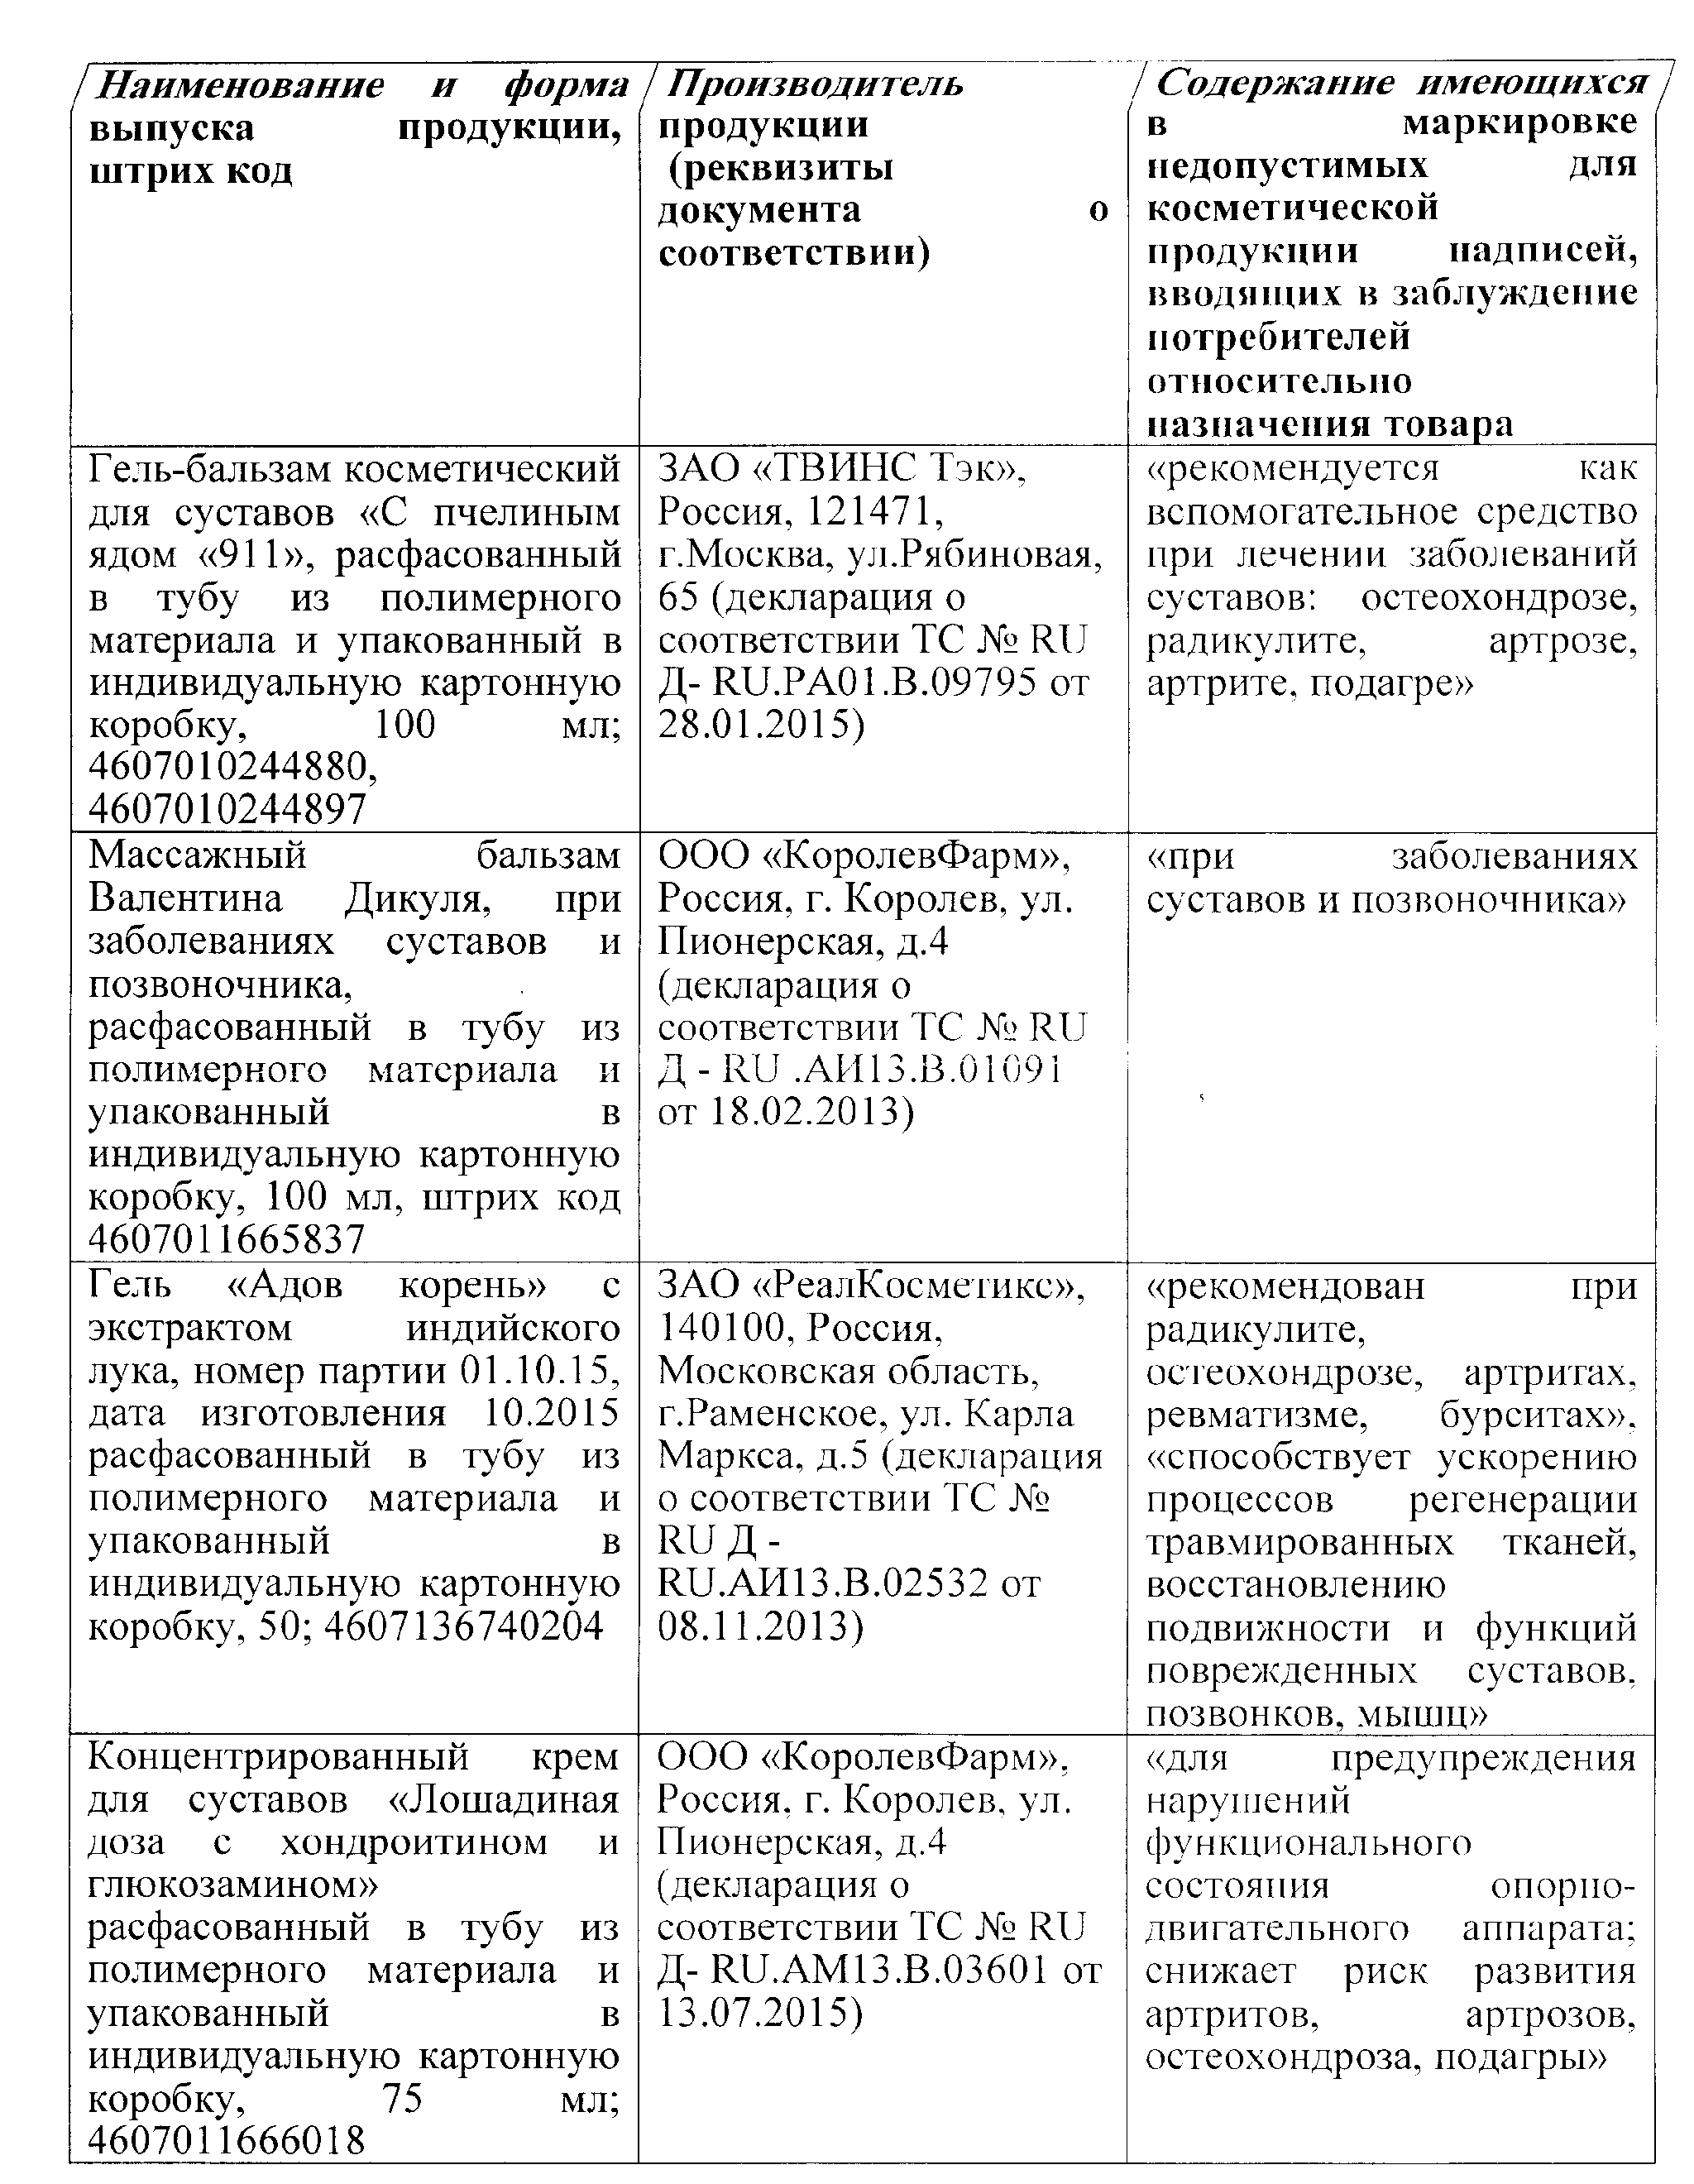 Наименование и форма
выпуска продукции,
штрих код
Производитель
продукции
(реквизиты
документа о
соответствии)
Содержание имеющихся
в маркировке
недопустимых для
косметической
продукции надписей,
вводящих в заблуждение
потребителей
относительно
назначения товара
Гель-бальзам косметический
для суставов «С пчелиным
ядом «911», расфасованный
в тубу из полимерного
материала и упакованный в
индивидуальную картонную
коробку, 100 мл;
4607010244880,
4607010244897
ЗАО «ТВИНС Тэк»,
Россия, 121471,
г.Москва, ул.Рябиновая,
65 (декларация о
соответствии ТС № RU
Д- RU.РА01.В.09795 от
28.01.2015)
«рекомендуется как
вспомогательное средство
при лечении заболеваний
суставов: остеохондрозе,
радикулите, артрозе,
артрите, подагре»
Массажный бальзам
Валентина Дикуля, при
заболеваниях суставов и
позвоночника,
расфасованный в тубу из
полимерного материала и
упакованный в
индивидуальную картонную
коробку, 100 мл, штрих код
4607011665837
ООО «КоролевФарм»,
Россия, г. Королев, ул.
Пионерская, д.4
(декларация о
соответствии ТС № RU
Д - RU .АИ13.В.01091
от 18.02.2013)
«при заболеваниях
суставов и позвоночника»
Гель «Адов корень» с
экстрактом индийского
лука, номер партии 01.10.15,
дата изготовления 10.2015
расфасованный в тубу из
полимерного материала и
упакованный в
индивидуальную картонную
коробку, 50; 4607136740204
ЗАО «РеалКосметикс»,
140100, Россия,
Московская область,
г.Раменское, ул. Карла
Маркса, д.5 (декларация
о соответствии ТС №
RU Д -
RU.АИ13.В.02532 от
08.11.2013)
«рекомендован при
радикулите,
остеохондрозе, артритах,
ревматизме, бурситах»,
«способствует ускорению
процессов регенерации
травмированных тканей,
восстановлению
подвижности и функций
поврежденных суставов,
позвонков, мышц»
Концентрированный крем
для суставов «Лошадиная
доза с хондроитином и
глюкозамином»
расфасованный в тубу из
полимерного материала и
упакованный в
индивидуальную картонную
коробку, 75 мл;
4607011666018
ООО «КоролевФарм»,
Россия, г. Королев, ул.
Пионерская, д.4
(декларация о
соответствии ТС № RU
Д- RU.АМ13.В.03601 от
13.07.2015)
«для предупреждения
нарушений
функционального
состояния опорно-
двигательного аппарата;
снижает риск развития
артритов, артрозов,
остеохондроза, подагры»